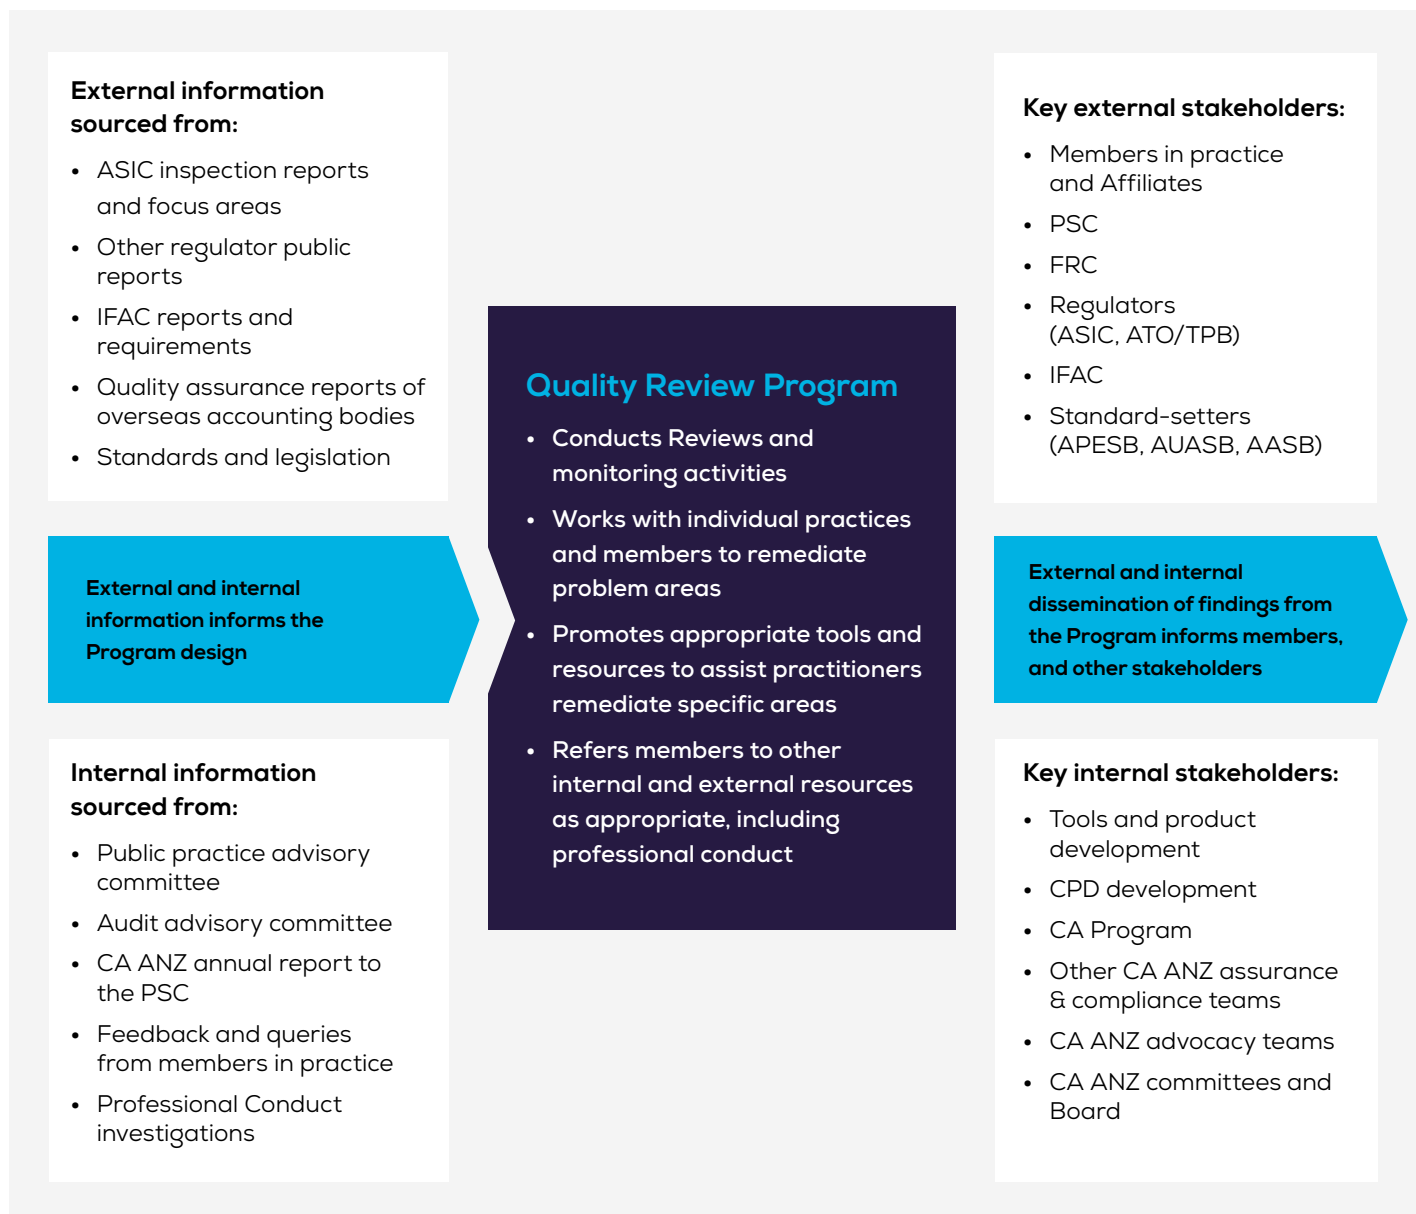 External information
sourced from:
• ASIC inspection reports
and focus areas
• Other regulator public
reports
• IFAC reports and
requirements
• Quality assurance reports of
overseas accounting bodies
• Standards and legislation
External and internal
information informs the
Program design
Internal information
sourced from:
• Public practice advisory
committee
• Audit advisory committee
• CA ANZ annual report to
the PSC
• Feedback and queries
from members in practice
• Professional Conduct
investigations
Quality Review Program
• Conducts Reviews and
monitoring activities
• Works with individual practices
and members to remediate
problem areas
• Promotes appropriate tools and
resources to assist practitioners
remediate specific areas
• Refers members to other
internal and external resources
as appropriate, including
professional conduct
Key external stakeholders:
• Members in practice
and Affiliates
• PSC
• FRC
• Regulators
(ASIC, ATO/TPB)
• IFAC
• Standard-setters
(APESB, AUASB, AASB)
External and internal
dissemination of findings from
the Program informs members,
and other stakeholders
Key internal stakeholders:
• Tools and product
development
• CPD development
• CA Program
• Other CA ANZ assurance
& compliance teams
• CA ANZ advocacy teams
• CA ANZ committees and
Board